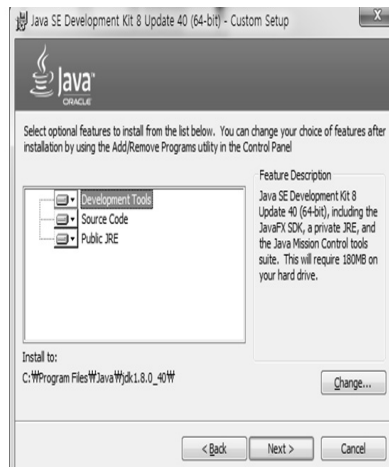 Java SE Development Kit 8 Update 40 (64-bit) - Custom Setup
X
Java™
ORACLE
Select optional features to install from the list below. You can change your choice of features after
installation by using the Add/Remove Programs utility in the Control Panel
Development Tools
Source Code
Public JRE
Feature Description
Java SE Development Kit 8
Update 40 (64-bit), including the
JavaFX SDK, a private JRE, and
the Java Mission Control tools
suite. This will require 180MB on
your hard drive.
Install to:
C:₩Program Files₩Java₩jdk1.8.0_40₩
Change...
< Back
Next >
Cancel